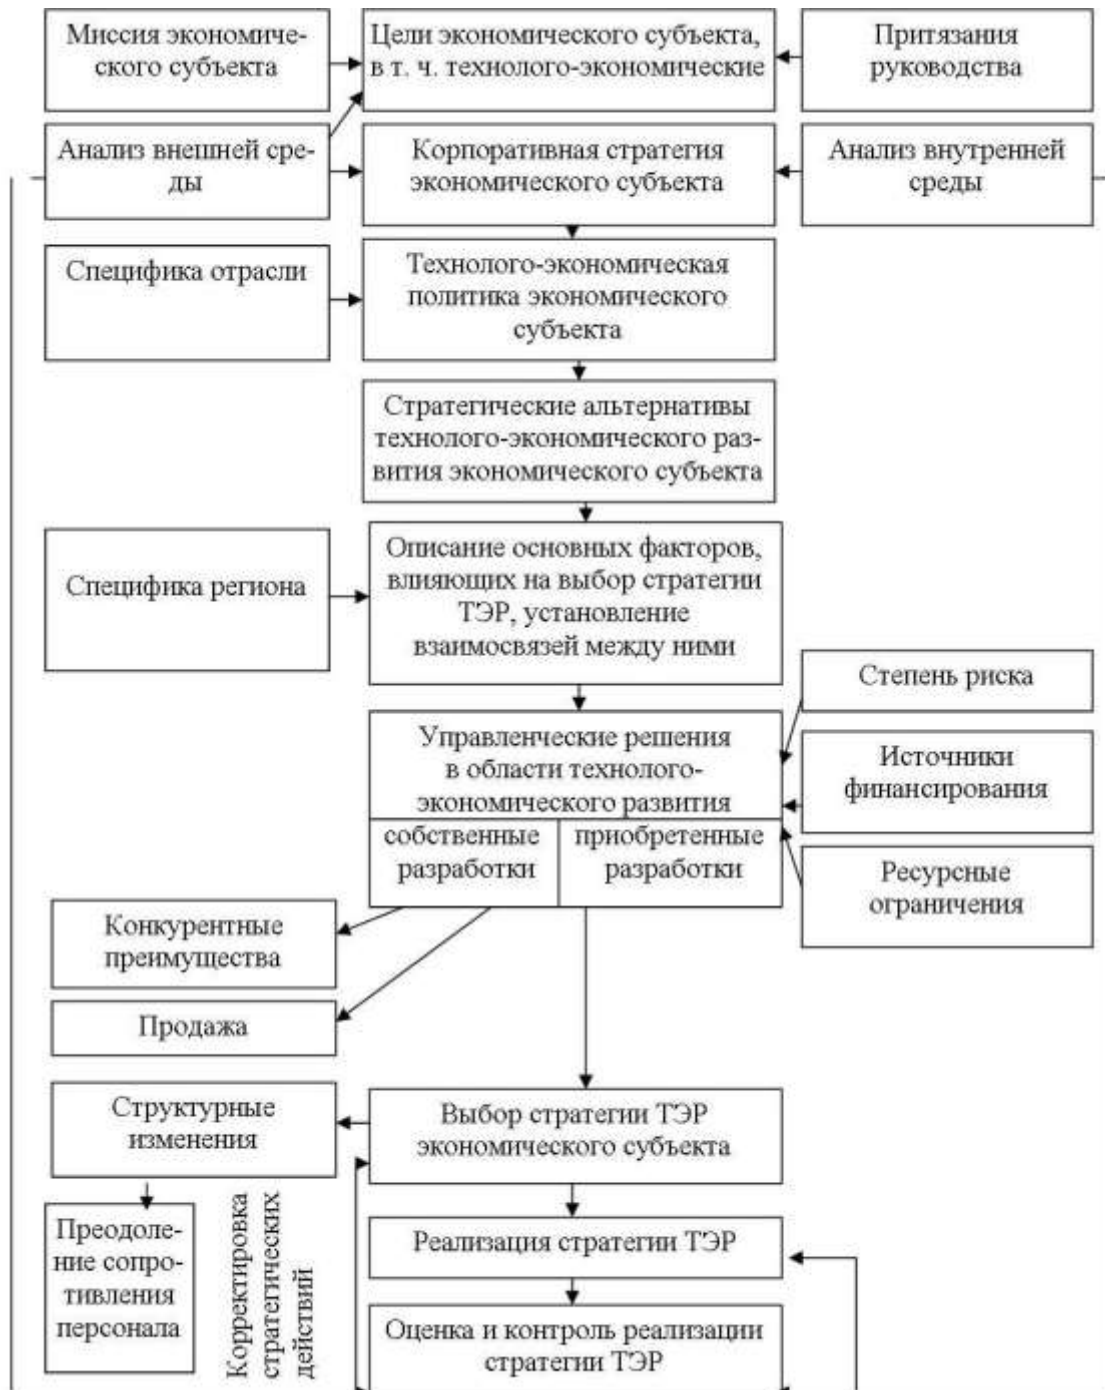 Миссия экономиче-
ского субъекта
Цели экономического субъекта,
в т. ч. технолого-экономические
Притязания
руководства
Анализ внешней сре-
ды
Корпоративная стратегия
экономического субъекта
Анализ внутренней
среды
Специфика отрасли
Технолого-экономическая
политика экономического
субъекта
Стратегические альтернативы
технолого-экономического раз-
вития экономического субъекта
Специфика региона
Описание основных факторов,
влияющих на выбор стратегии
ТЭР, установление
взаимосвязей между ними
Степень риска
Управленческие решения
в области технолого-
экономического развития
Источники
финансирования
собственные
разработки
приобретенные
разработки
Ресурсные
ограничения
Конкурентные
преимущества
Продажа
Структурные
изменения
Выбор стратегии ТЭР
экономического субъекта
Преодоле-
ние сопро-
тивления
персонала
Корректировка
стратегических
действий
Реализация стратегии ТЭР
Оценка и контроль реализации
стратегии ТЭР